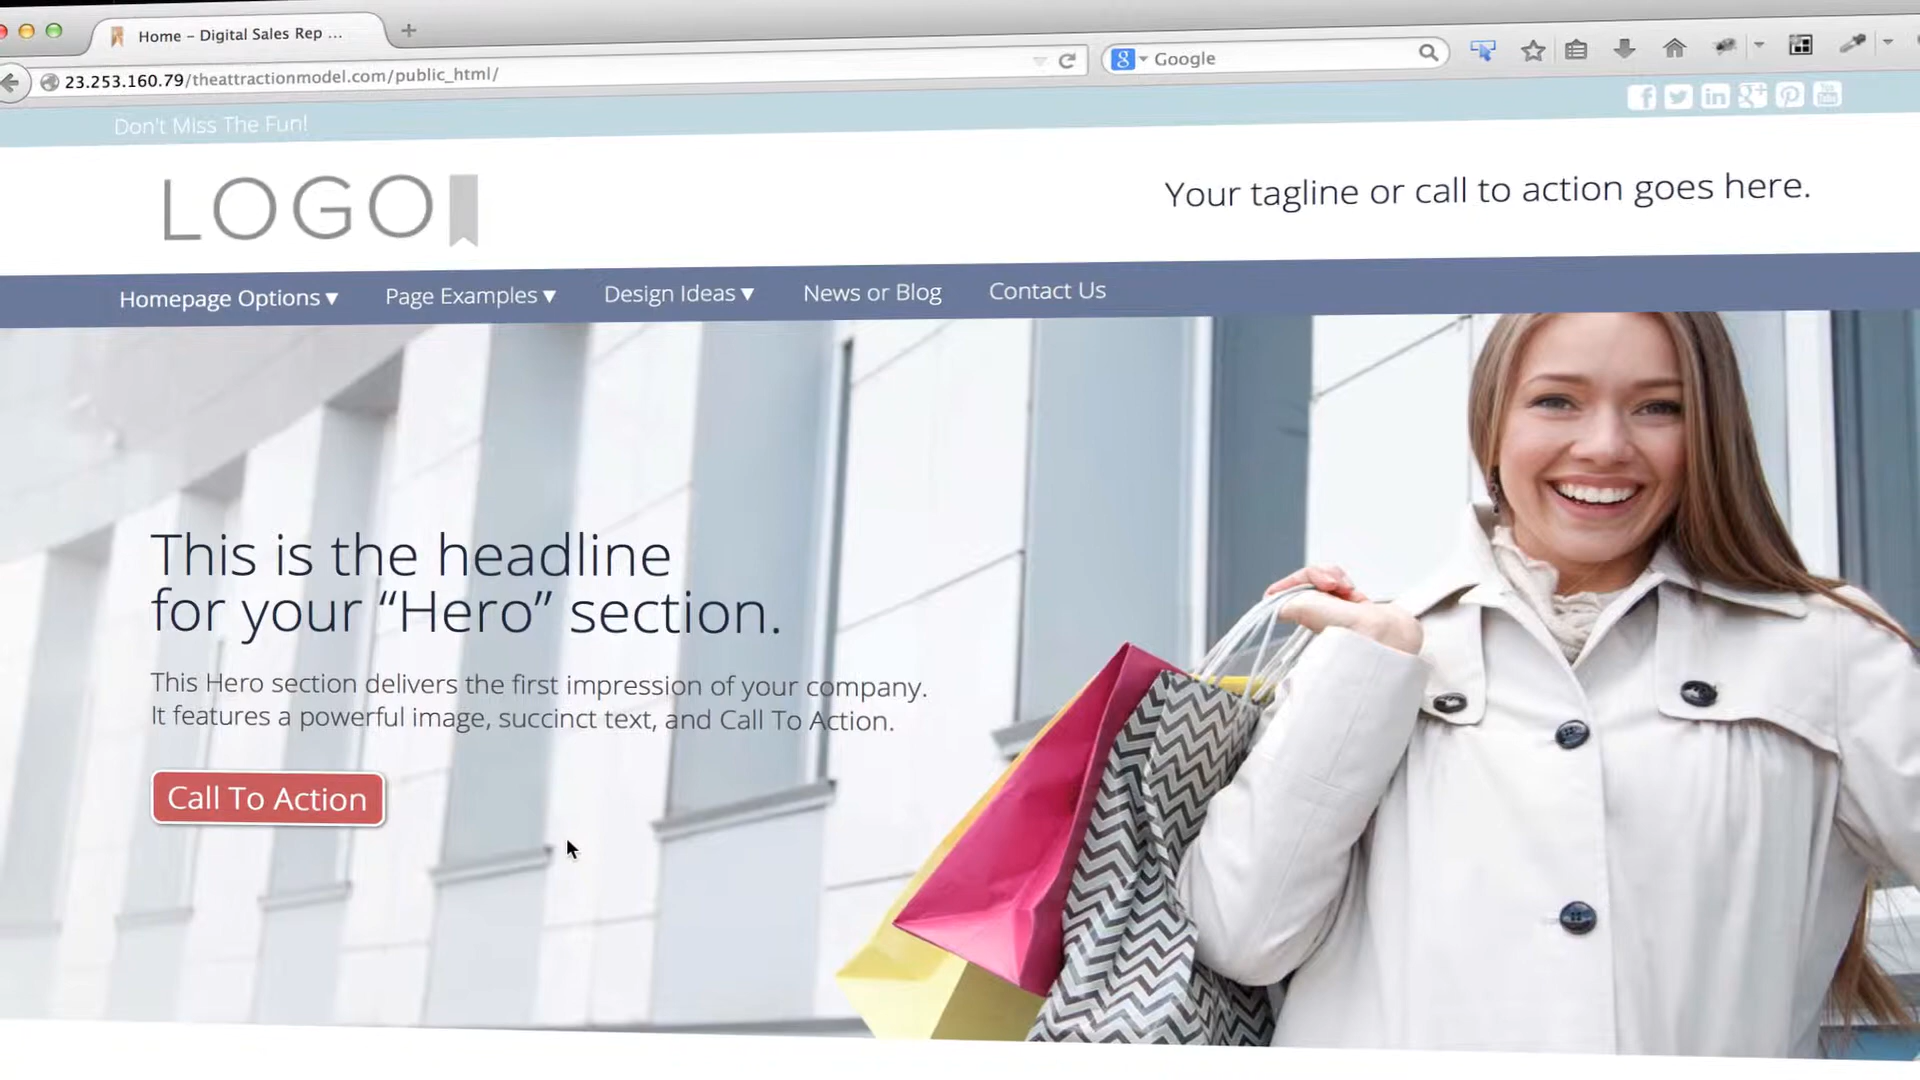 Home – Digital Sales Rep ...
23.253.160.79/theattractionmodel.com/public_html/
Google
Don't Miss The Fun!
LOGO
Your tagline or call to action goes here.
Homepage Options ▼
Page Examples ▼
Design Ideas ▼
News or Blog
Contact Us
This is the headline
for your “Hero” section.
This Hero section delivers the first impression of your company.
It features a powerful image, succinct text, and Call To Action.
Call To Action